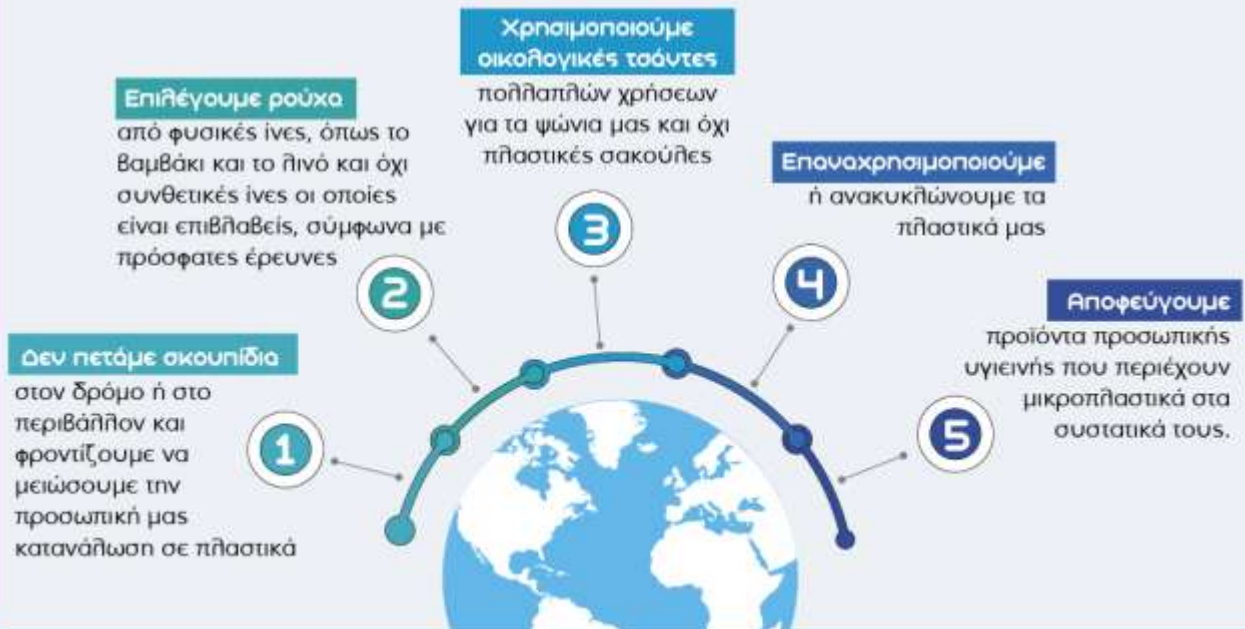 Δεν πετάμε σκουπίδια
στον δρόμο ή στο
περιβάλλον και
φροντίζουμε να
μειώσουμε την
προσωπική μας
κατανάλωση σε πλαστικά
1
Επιλέγουμε ρούχα
από φυσικές ίνες, όπως το
βαμβάκι και το λινό και όχι
συνθετικές ίνες οι οποίες
είναι επιβλαβείς, σύμφωνα με
πρόσφατες έρευνες
2
Χρησιμοποιούμε
οικολογικές τσάντες
πολλαπλών χρήσεων
για τα ψώνια μας και όχι
πλαστικές σακούλες
3
Επαναχρησιμοποιούμε
ή ανακυκλώνουμε τα
πλαστικά μας
4
Αποφεύγουμε
προϊόντα προσωπικής
υγιεινής που περιέχουν
μικροπλαστικά στα
συστατικά τους.
5